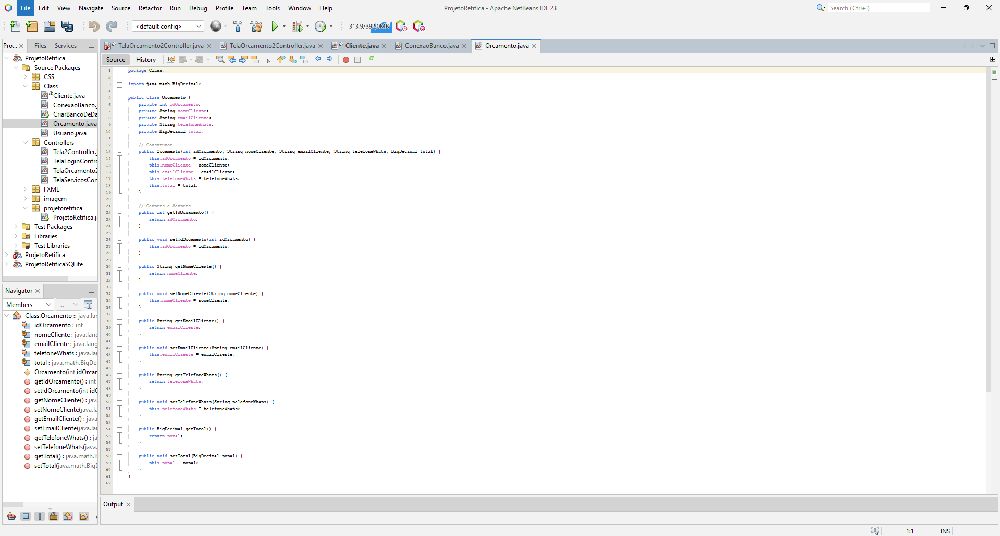 File Edit View Navigate Source Refactor Run Debug Profile Team Tools Window Help
ProjetoRetifica - Apache NetBeans IDE 23
Search (Ctrl+I)
<default config>
313,9/392,0MB
Pro... Files Services
TelaOrcamento2Controller.java TelaOrcamento2Controller.java Cliente.java ConexaoBanco.java Orcamento.java
Source History
ProjetoRetifica
Source Packages
CSS
Class
Cliente.java
ConexaoBanco.j
CriarBancoDeDa
Orcamento.java
Usuario.java
Controllers
Tela2Controller.j
TelaLoginContro
TelaOrcamento2
TelaServicosCon
FXML
imagem
projetoretifica
ProjetoRetifica.ja
Test Packages
Libraries
Test Libraries
ProjetoRetifica
ProjetoRetificaSQLite
Navigator
Members ...
Class.Orcamento :: java.lan
idOrcamento : int
nomeCliente : java.lang
emailCliente : java.lang
telefoneWhats : java.lar
total : java.math.BigDe
Orcamento(int idOrcar
getIdOrcamento() : int
setIdOrcamento(int idO
getNomeCliente() : java
setNomeCliente(java.la
getEmailCliente() : java
setEmailCliente(java.lar
getTelefoneWhats() : ja
setTelefoneWhats(java.
getTotal() : java.math.B
setTotal(java.math.BigD
1 package Class;
2
3 import java.math.BigDecimal;
4
5 public class Orcamento {
6 private int idOrcamento;
7 private String nomeCliente;
8 private String emailCliente;
9 private String telefoneWhats;
10 private BigDecimal total;
11
12 // Construtor
13 public Orcamento(int idOrcamento, String nomeCliente, String emailCliente, String telefoneWhats, BigDecimal total) {
14 this.idOrcamento = idOrcamento;
15 this.nomeCliente = nomeCliente;
16 this.emailCliente = emailCliente;
17 this.telefoneWhats = telefoneWhats;
18 this.total = total;
19 }
20
21 // Getters e Setters
22 public int getIdOrcamento() {
23 return idOrcamento;
24 }
25
26 public void setIdOrcamento(int idOrcamento) {
27 this.idOrcamento = idOrcamento;
28 }
29
30 public String getNomeCliente() {
31 return nomeCliente;
32 }
33
34 public void setNomeCliente(String nomeCliente) {
35 this.nomeCliente = nomeCliente;
36 }
37
38 public String getEmailCliente() {
39 return emailCliente;
40 }
41
42 public void setEmailCliente(String emailCliente) {
43 this.emailCliente = emailCliente;
44 }
45
46 public String getTelefoneWhats() {
47 return telefoneWhats;
48 }
49
50 public void setTelefoneWhats(String telefoneWhats) {
51 this.telefoneWhats = telefoneWhats;
52 }
53
54 public BigDecimal getTotal() {
55 return total;
56 }
57
58 public void setTotal(BigDecimal total) {
59 this.total = total;
60 }
61 }
62
Output
1 1:1 INS